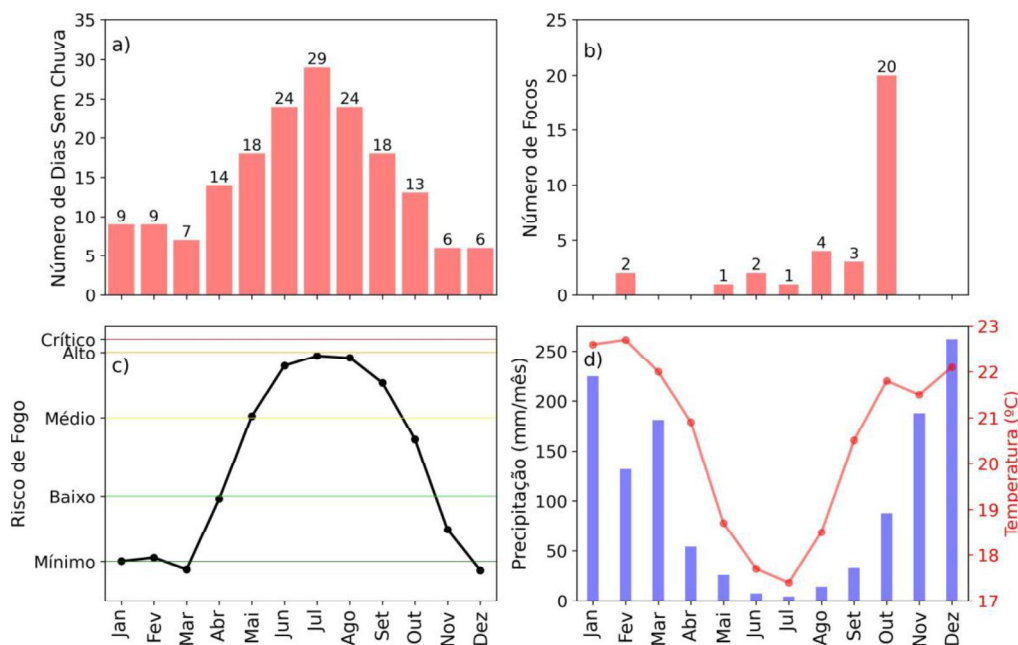 a)
Número de Dias Sem Chuva
35
30
25
20
15
10
5
0
9
9
7
14
18
24
29
24
18
13
6
6
b)
Número de Focos
25
20
15
10
5
0
2
1
2
1
4
3
20
c)
Risco de Fogo
Crítico
Alto
Médio
Baixo
Mínimo
Jan
Fev
Mar
Abr
Mai
Jun
Jul
Ago
Set
Out
Nov
Dez
d)
Precipitação (mm/mês)
250
200
150
100
50
0
23
22
21
20
19
18
17
Temperatura (ºC)
Jan
Fev
Mar
Abr
Mai
Jun
Jul
Ago
Set
Out
Nov
Dez